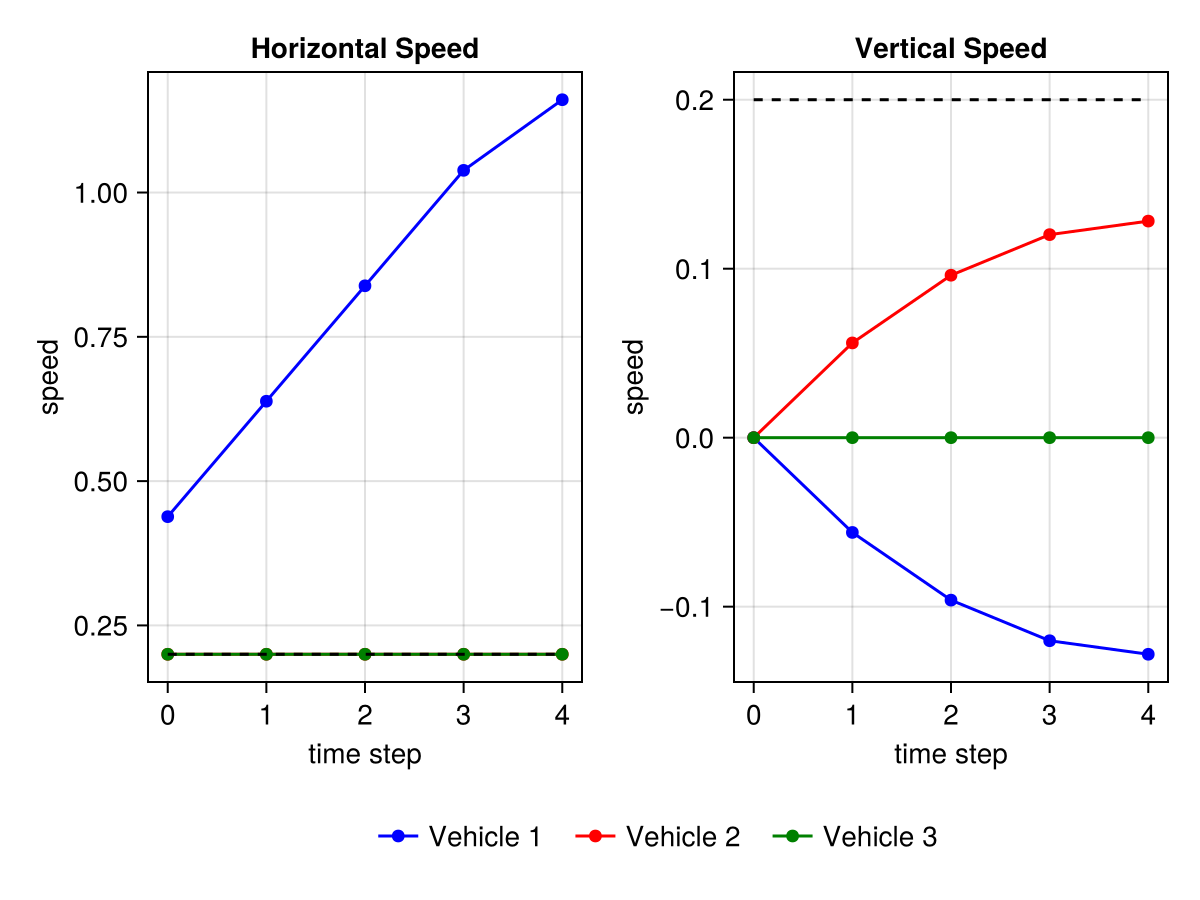 Horizontal Speed
speed
1.00
0.75
0.50
0.25
0 1 2 3 4
time step
Vertical Speed
speed
0.2
0.1
0.0
−0.1
0 1 2 3 4
time step
Vehicle 1 Vehicle 2 Vehicle 3